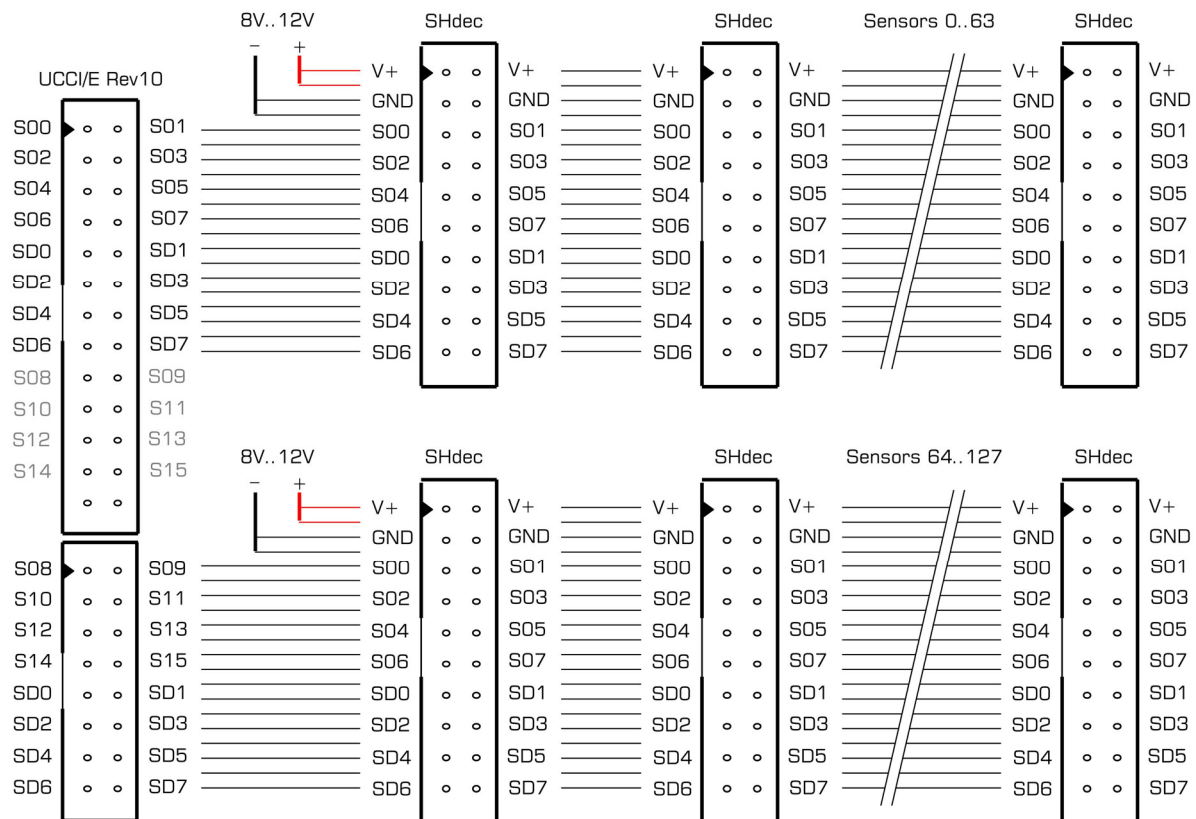 8V..12V SHdec SHdec Sensors 0..63 SHdec
- +
UCCI/E Rev10
V+ V+ V+ V+ V+ V+
GND GND GND GND GND GND
S00 S01 S00 S01 S00 S01 S00 S01
S02 S03 S02 S03 S02 S03 S02 S03
S04 S05 S04 S05 S04 S05 S04 S05
S06 S07 S06 S07 S06 S07 S06 S07
SD0 SD1 SD0 SD1 SD0 SD1 SD0 SD1
SD2 SD3 SD2 SD3 SD2 SD3 SD2 SD3
SD4 SD5 SD4 SD5 SD4 SD5 SD4 SD5
SD6 SD7 SD6 SD7 SD6 SD7 SD6 SD7
S08 S09
S10 S11
S12 S13
8V..12V SHdec SHdec Sensors 64..127 SHdec
S14 S15
- +
V+ V+ V+ V+ V+ V+
GND GND GND GND GND GND
S08 S09 S00 S01 S00 S01 S00 S01
S10 S11 S02 S03 S02 S03 S02 S03
S12 S13 S04 S05 S04 S05 S04 S05
S14 S15 S06 S07 S06 S07 S06 S07
SD0 SD1 SD0 SD1 SD0 SD1 SD0 SD1
SD2 SD3 SD2 SD3 SD2 SD3 SD2 SD3
SD4 SD5 SD4 SD5 SD4 SD5 SD4 SD5
SD6 SD7 SD6 SD7 SD6 SD7 SD6 SD7